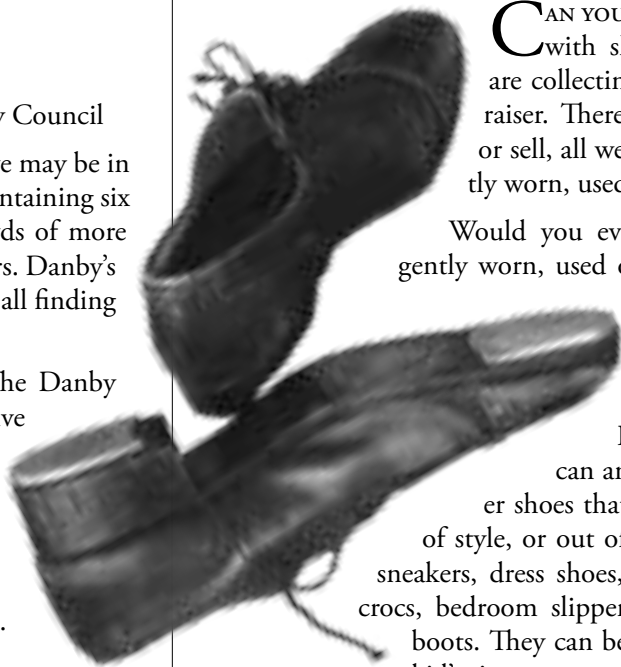 Council
e may be in
ntaining six
ds of more
s. Danby's
all finding
he Danby
ve
.
CAN YOU
with s
are collectin
raiser. There
or sell, all we
tly worn, used
Would you ev
gently worn, used
can a
er shoes tha
of style, or out o
sneakers, dress shoes,
crocs, bedroom slipper
boots. They can be